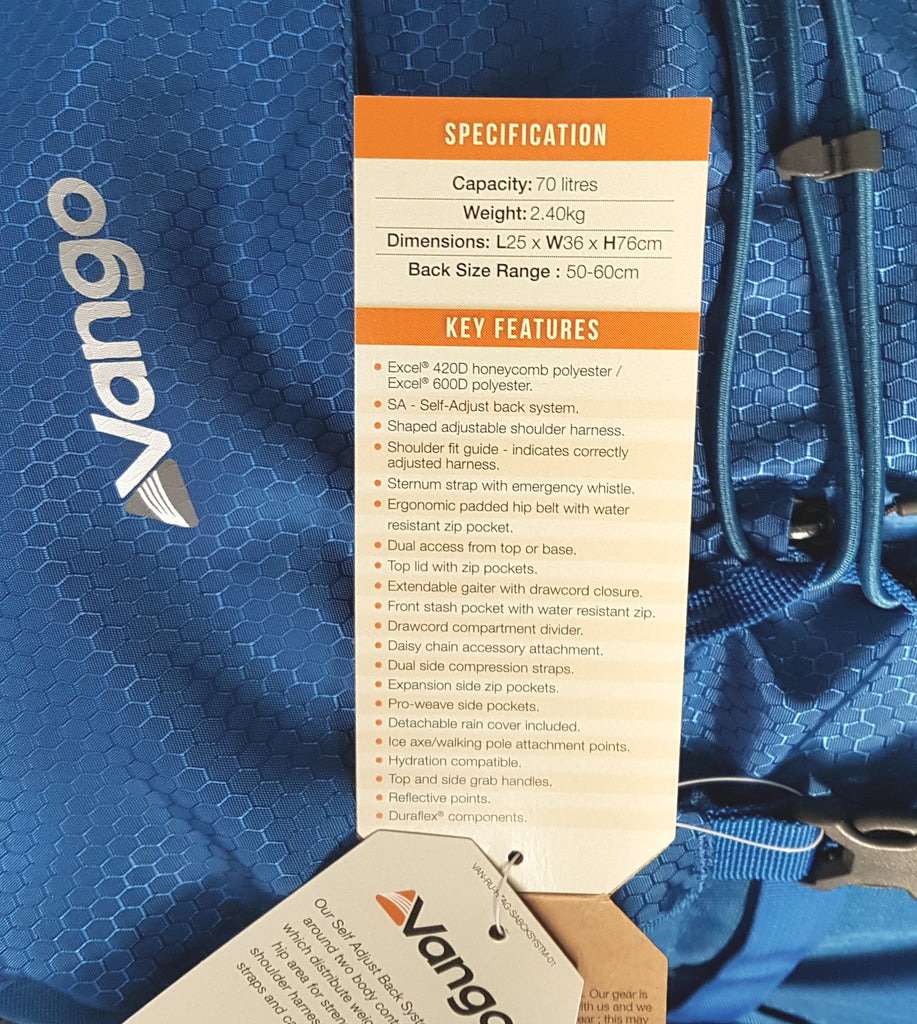 Vango
SPECIFICATION
Capacity: 70 litres
Weight: 2.40kg
Dimensions: L25 x W36 x H76cm
Back Size Range : 50-60cm
KEY FEATURES
• Excel® 420D honeycomb polyester /
Excel® 600D polyester.
• SA - Self-Adjust back system.
• Shaped adjustable shoulder harness.
• Shoulder fit guide - indicates correctly
adjusted harness.
• Sternum strap with emergency whistle.
• Ergonomic padded hip belt with water
resistant zip pocket.
• Dual access from top or base.
• Top lid with zip pockets.
• Extendable gaiter with drawcord closure.
• Front stash pocket with water resistant zip.
• Drawcord compartment divider.
• Daisy chain accessory attachment.
• Dual side compression straps.
• Expansion side zip pockets.
• Pro-weave side pockets.
• Detachable rain cover included.
• Ice axe/walking pole attachment points.
• Hydration compatible.
• Top and side grab handles.
• Reflective points.
• Duraflex® components.
Vango
Our Self Adjust Back
around two body
which distribute
hip area for
shoulder
straps and
. Our gear is
us and we
; this may